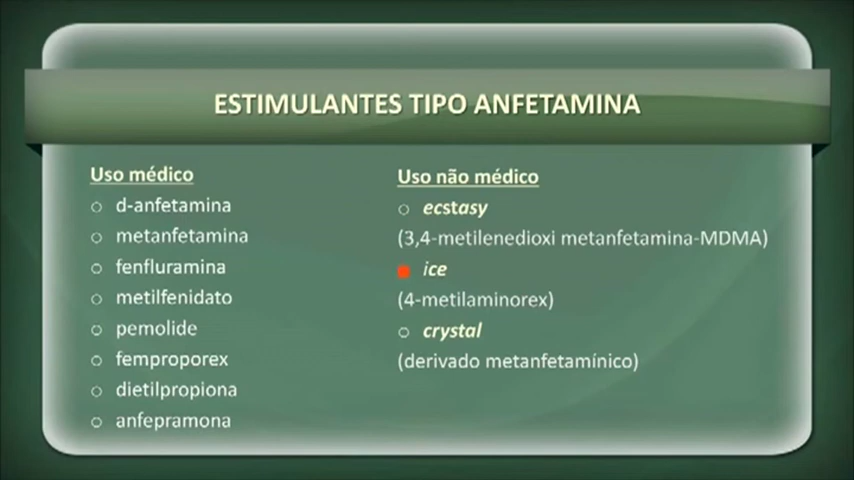 ESTIMULANTES TIPO ANFETAMINA
Uso médico
d-anfetamina
metanfetamina
fenfluramina
metilfenidato
pemolide
femproporex
dietilpropiona
anfepramona
Uso não médico
ecstasy
(3,4-metilenedioxi metanfetamina-MDMA)
ice
(4-metilaminorex)
crystal
(derivado metanfetamínico)